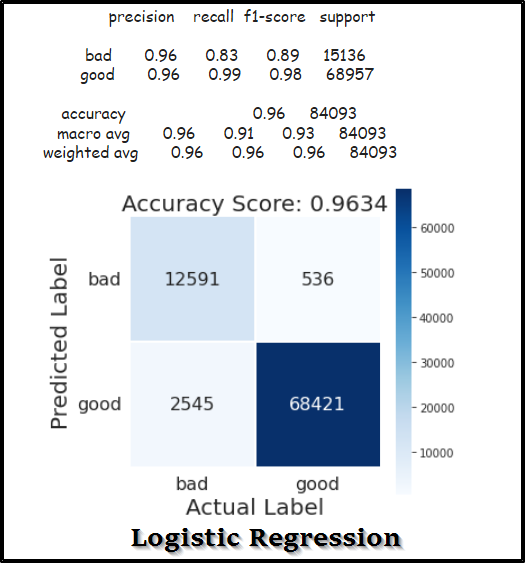 precision recall f1-score support
bad 0.96 0.83 0.89 15136
good 0.96 0.99 0.98 68957
accuracy 0.96 84093
macro avg 0.96 0.91 0.93 84093
weighted avg 0.96 0.96 0.96 84093
Accuracy Score: 0.9634
Predicted Label
bad 12591 536
good 2545 68421
bad good
Actual Label
60000
50000
40000
30000
20000
10000
Logistic Regression